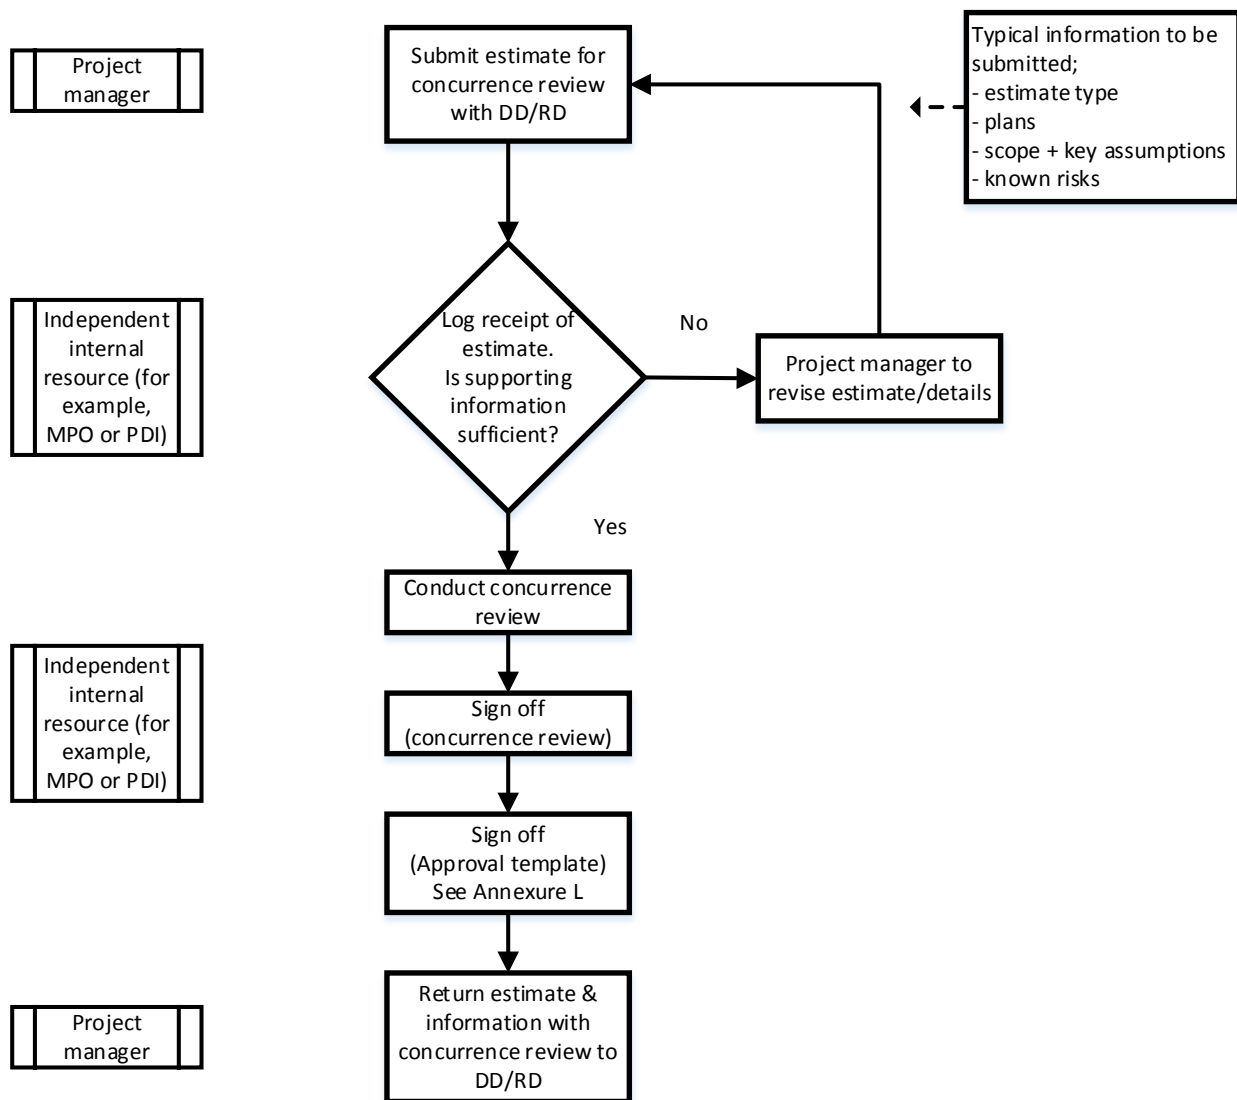 Project
manager
Submit estimate for
concurrence review
with DD/RD
Typical information to be
submitted;
- estimate type
- plans
- scope + key assumptions
- known risks
Independent
internal
resource (for
example,
MPO or PDI)
Log receipt of
estimate.
Is supporting
information
sufficient?
No
Project manager to
revise estimate/details
Yes
Conduct concurrence
review
Independent
internal
resource (for
example,
MPO or PDI)
Sign off
(concurrence review)
Sign off
(Approval template)
See Annexure L
Project
manager
Return estimate &
information with
concurrence review to
DD/RD